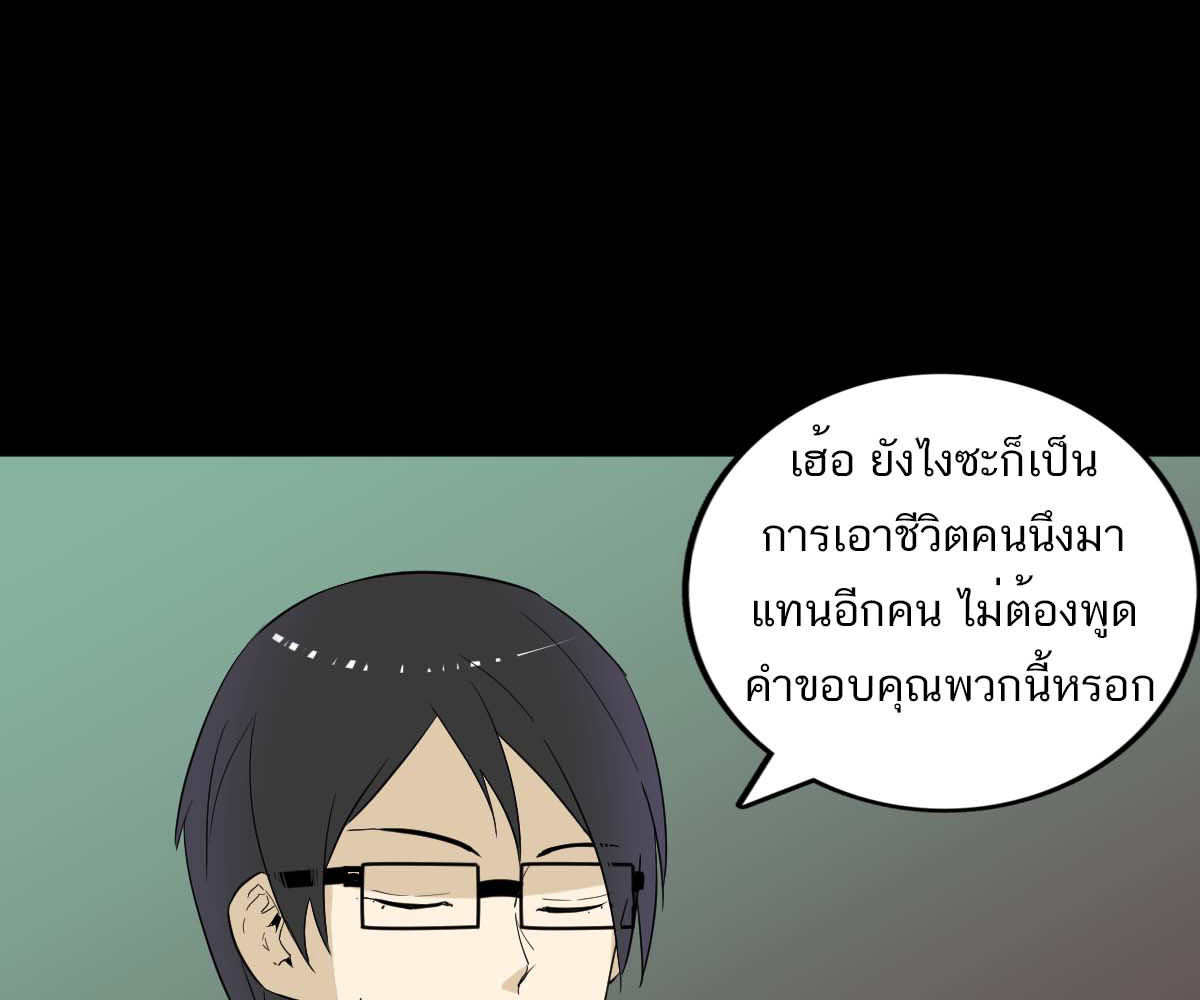 เฮ้อ ยังไงซะก็เป็น
การเอาชีวิตคนนึงมา
แทนอีกคน ไม่ต้องพูด
คำขอบคุณพวกนี้หรอก